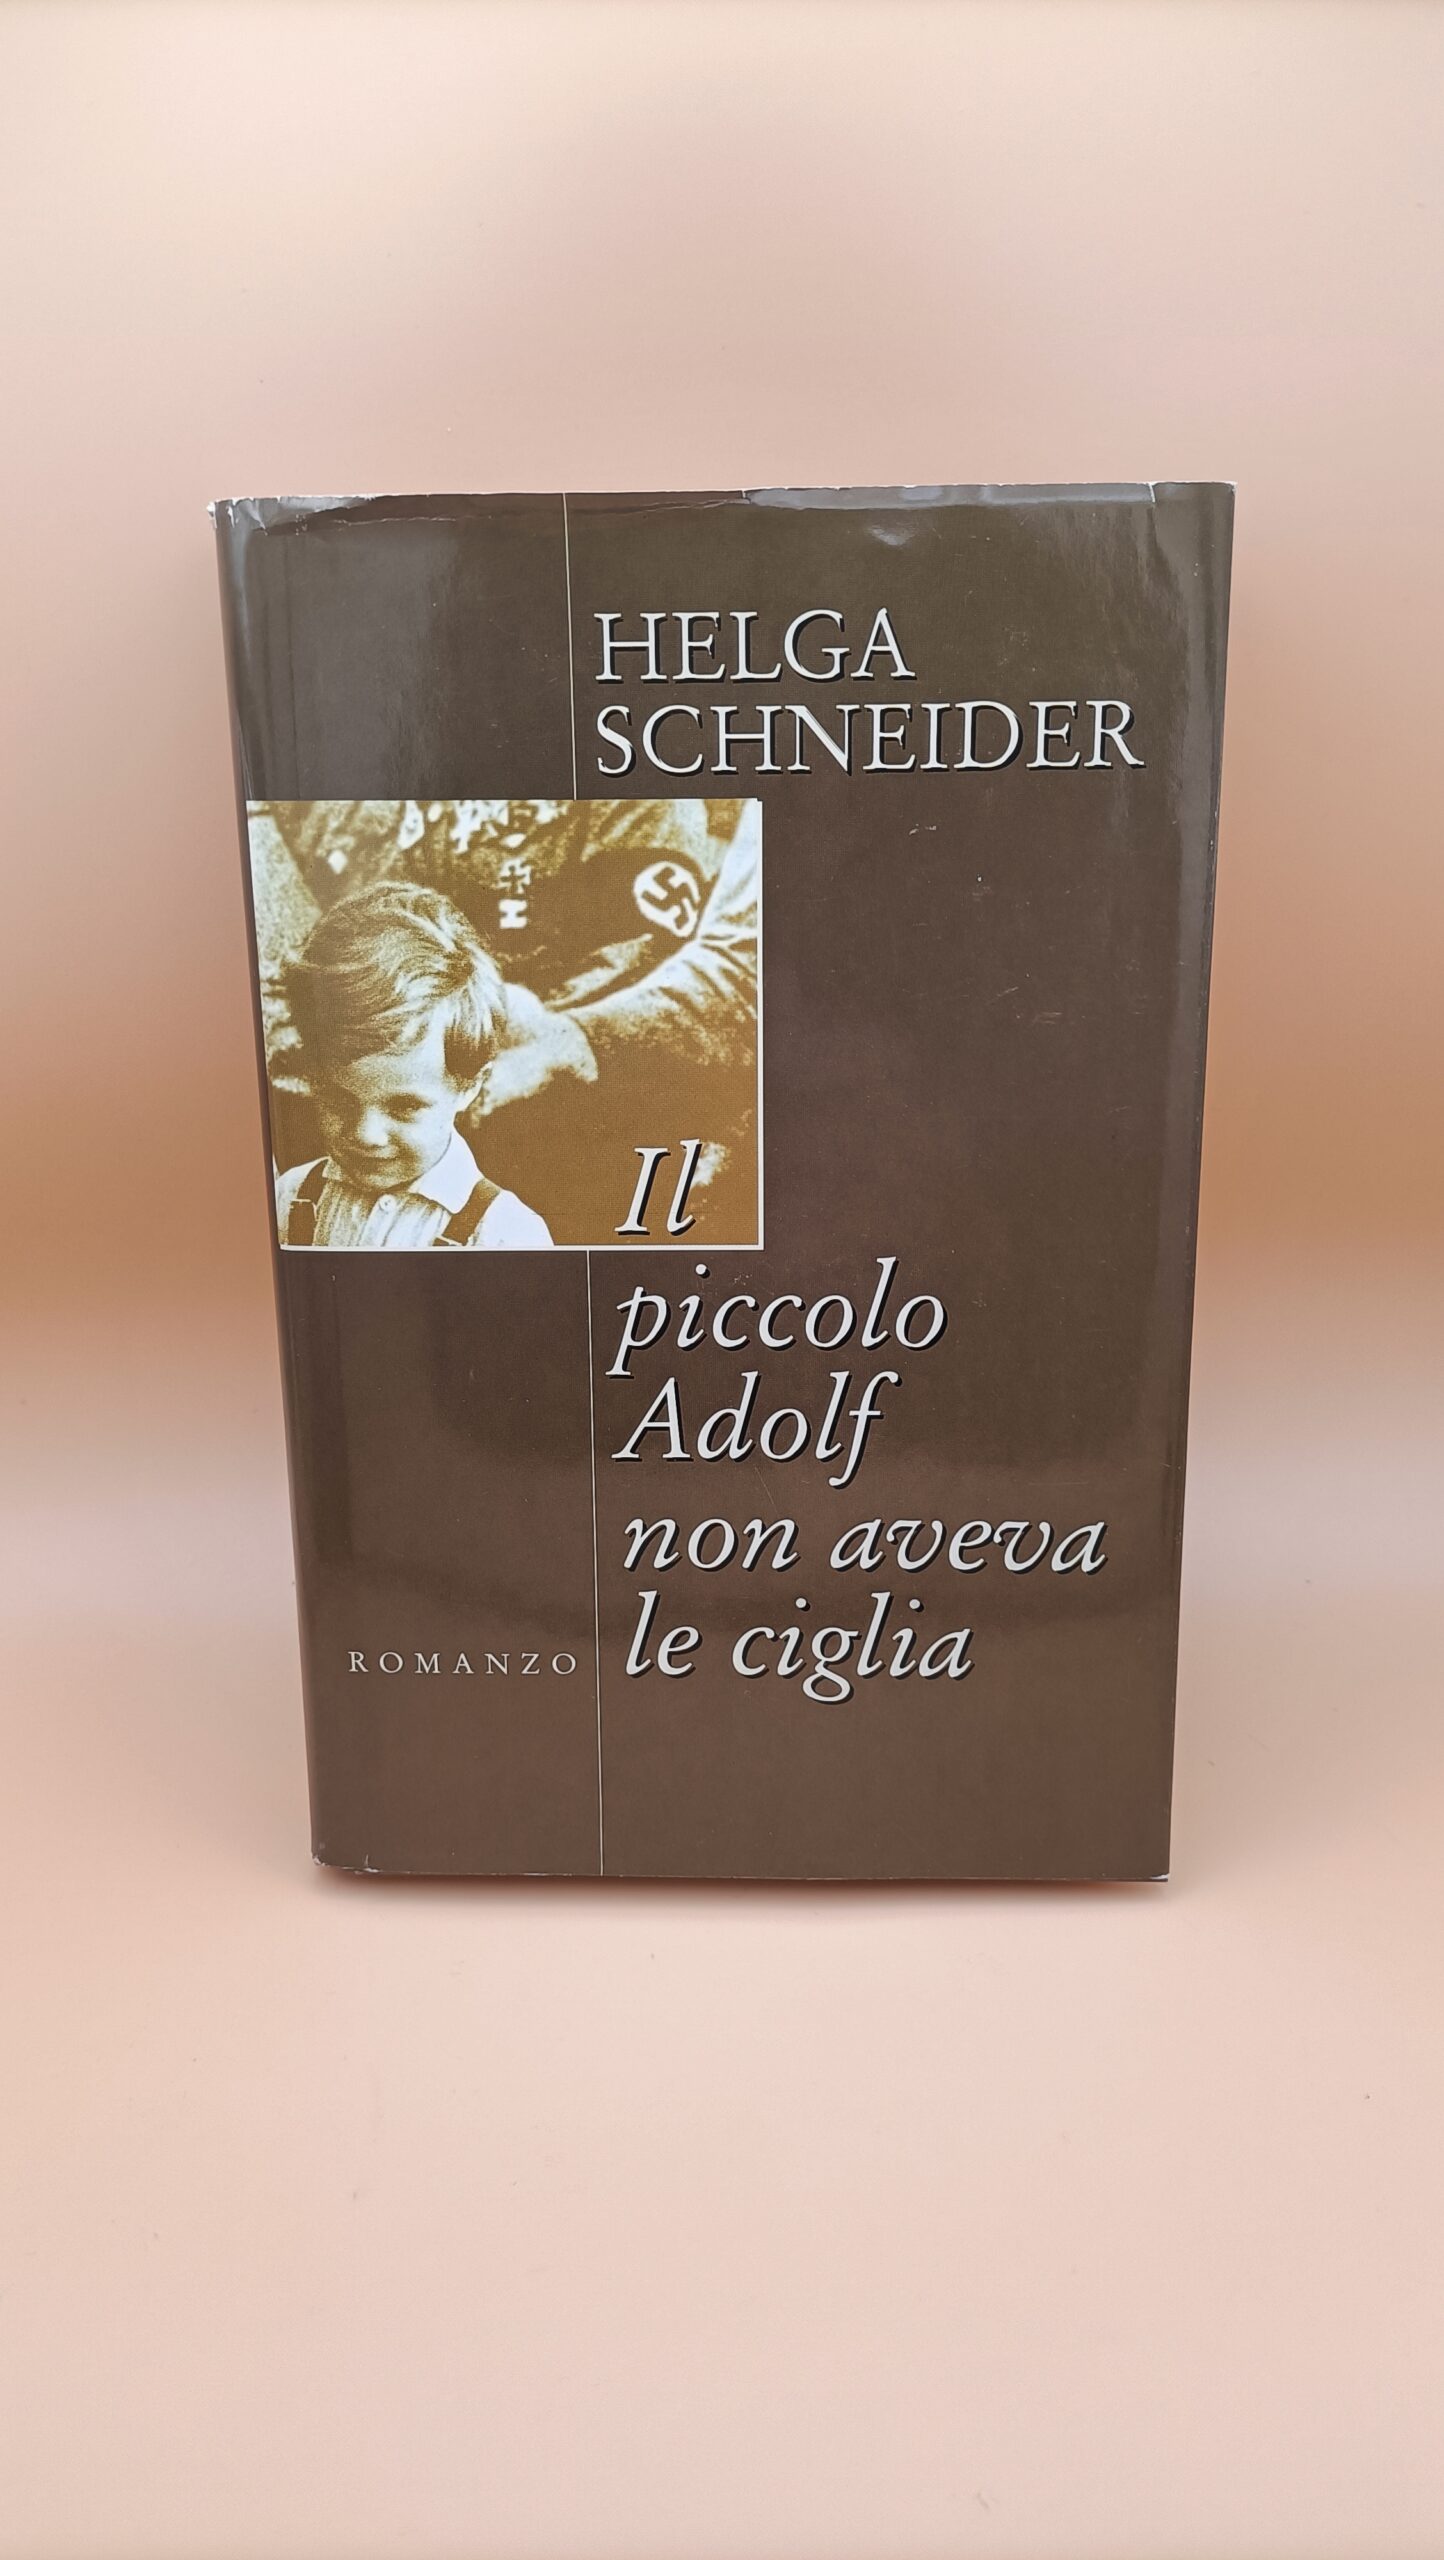 HELGA
SCHNEIDER
Il
piccolo
Adolf
non aveva
le ciglia
ROMANZO